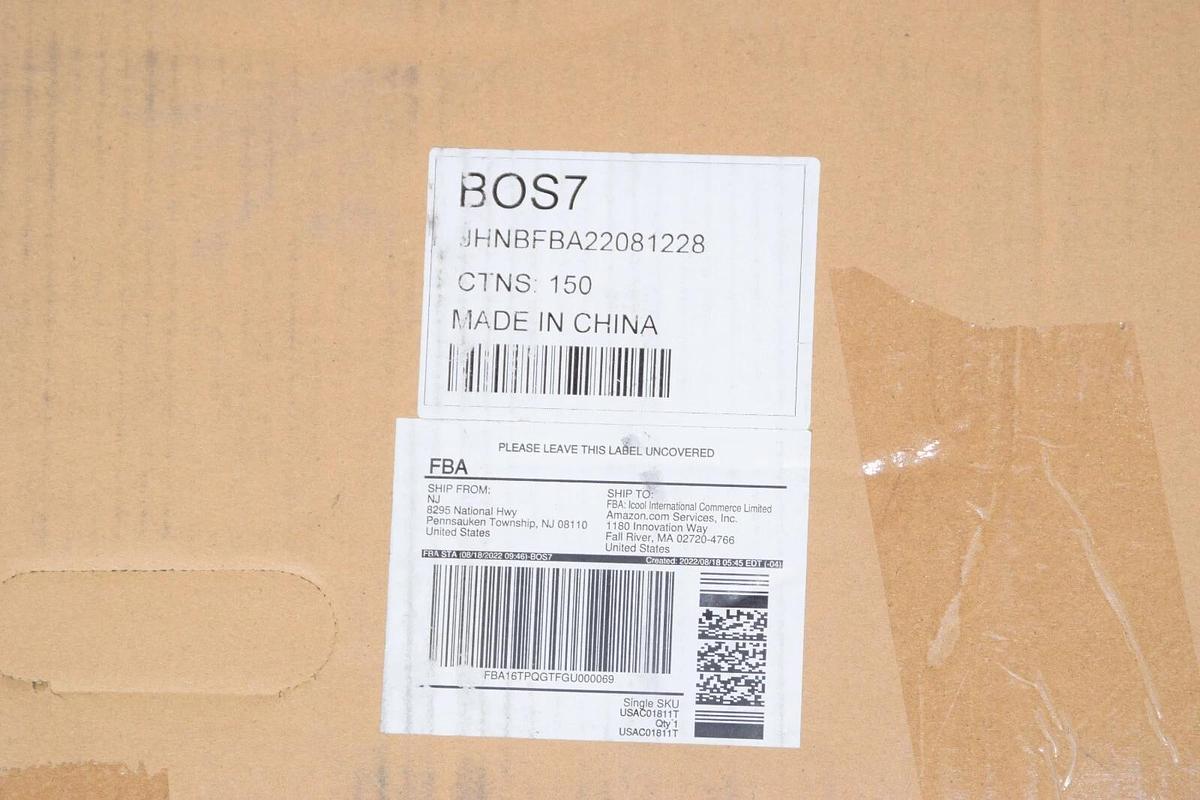 BOS7
JHNBFBA22081228
CTNS: 150
MADE IN CHINA
PLEASE LEAVE THIS LABEL UNCOVERED
FBA
SHIP FROM:
NJ
8295 National Hwy
Pennsauken Township, NJ 08110
United States
SHIP TO:
FBA: Icool International Commerce Limited
Amazon.com Services, Inc.
1180 Innovation Way
Fall River, MA 02720-4766
United States
FBA STA (08/18/2022 09:46)-BOS7
Created: 2022/08/18 05:45 EDT (-04)
FBA16TPQGTFGU000069
Single SKU
USAC01811T
Qty 1
USAC01811T